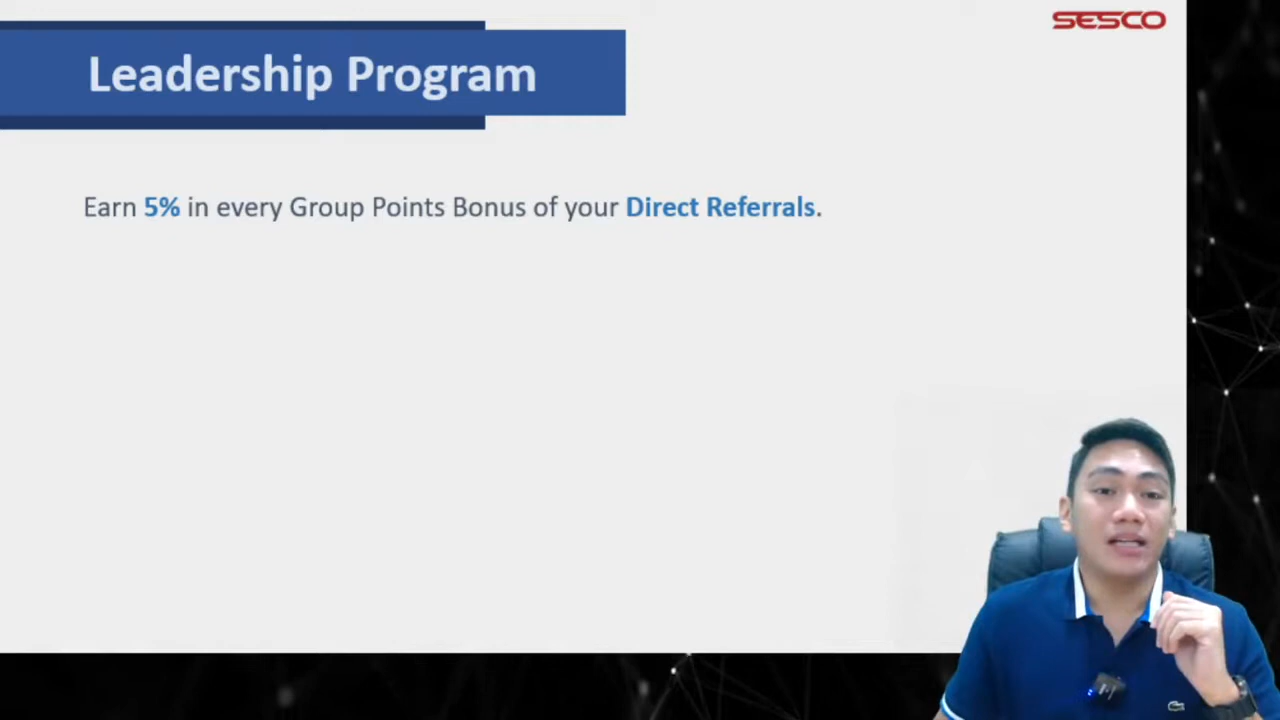 SESCO
Leadership Program
Earn 5% in every Group Points Bonus of your Direct Referrals.